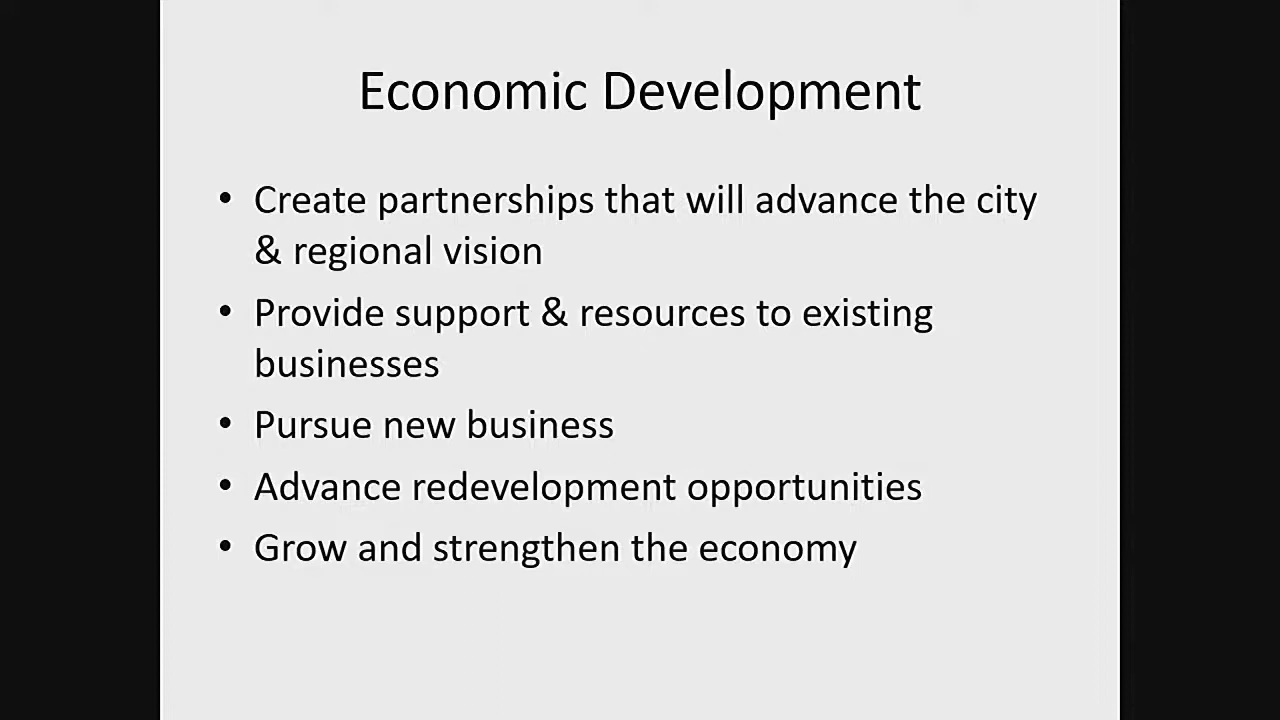 Economic Development
• Create partnerships that will advance the city
& regional vision
• Provide support & resources to existing
businesses
• Pursue new business
• Advance redevelopment opportunities
• Grow and strengthen the economy